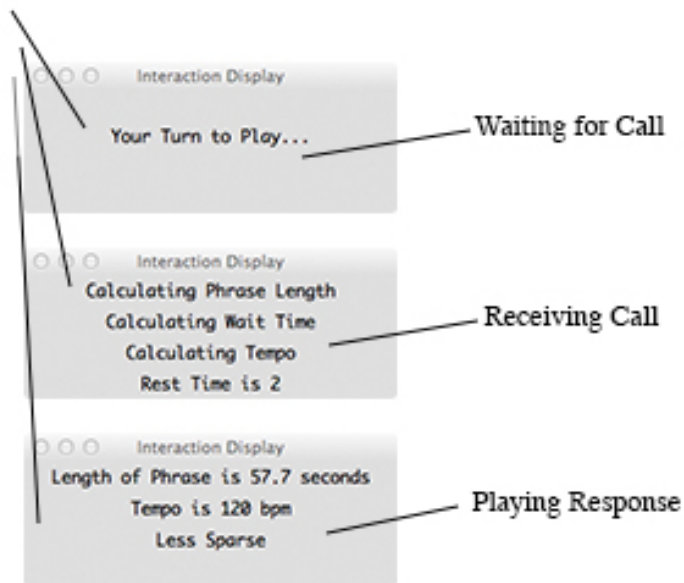 Interaction Display
Your Turn to Play...
Waiting for Call
Interaction Display
Calculating Phrase Length
Calculating Wait Time
Calculating Tempo
Rest Time is 2
Receiving Call
Interaction Display
Length of Phrase is 57.7 seconds
Tempo is 120 bpm
Less Sparse
Playing Response